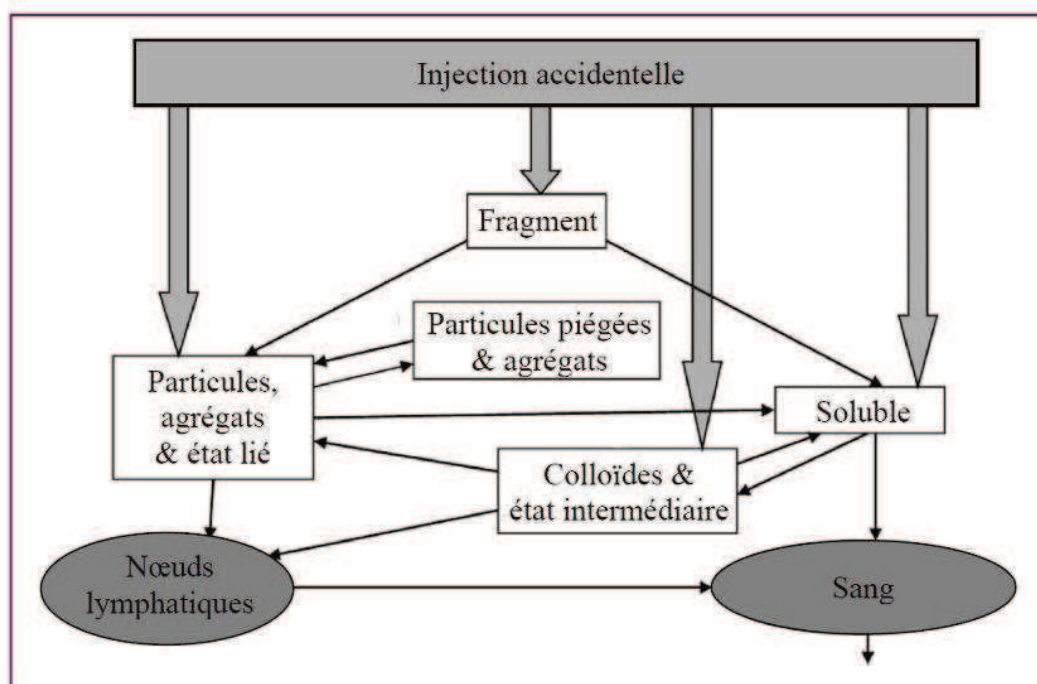 Injection accidentelle
Fragment
Particules piégées
& agrégats
Particules,
agrégats
& état lié
Soluble
Colloïdes &
état intermédiaire
Nœuds
lymphatiques
Sang